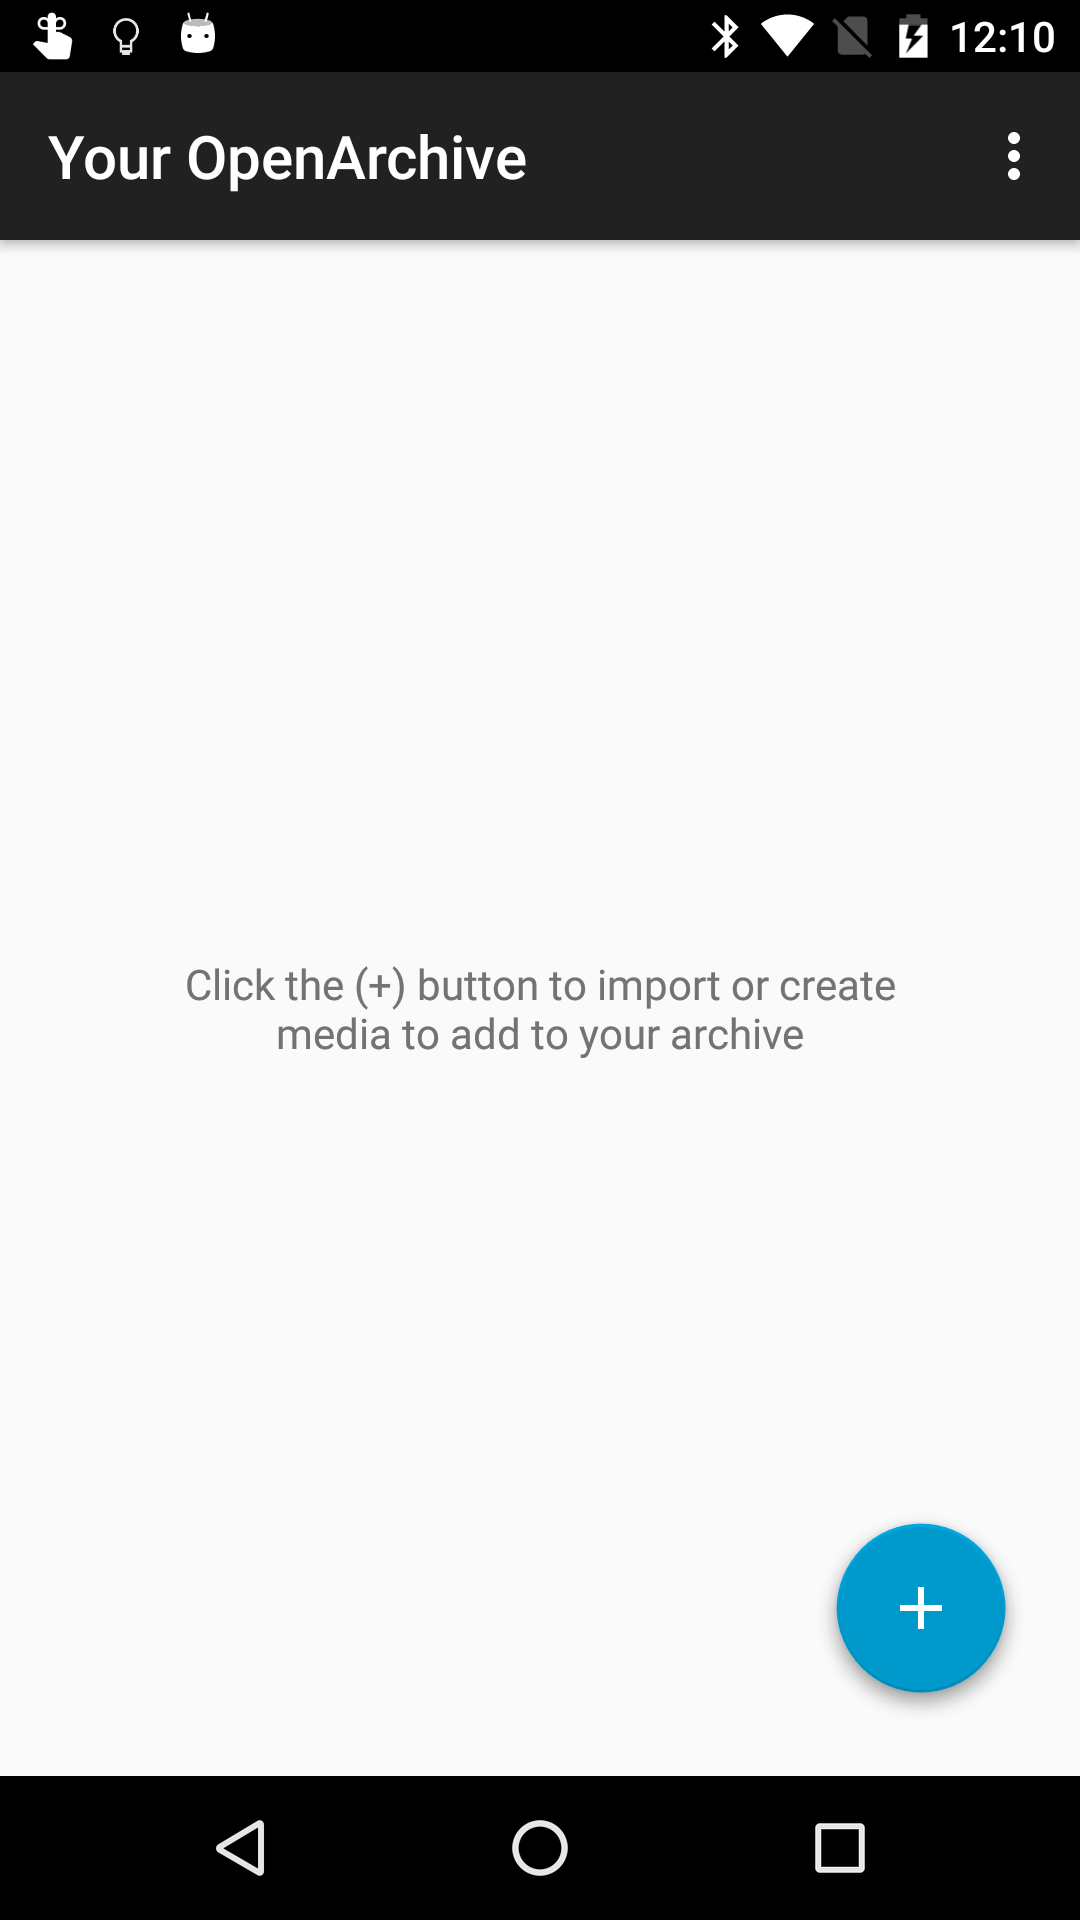 12:10
Your OpenArchive
Click the (+) button to import or create
media to add to your archive